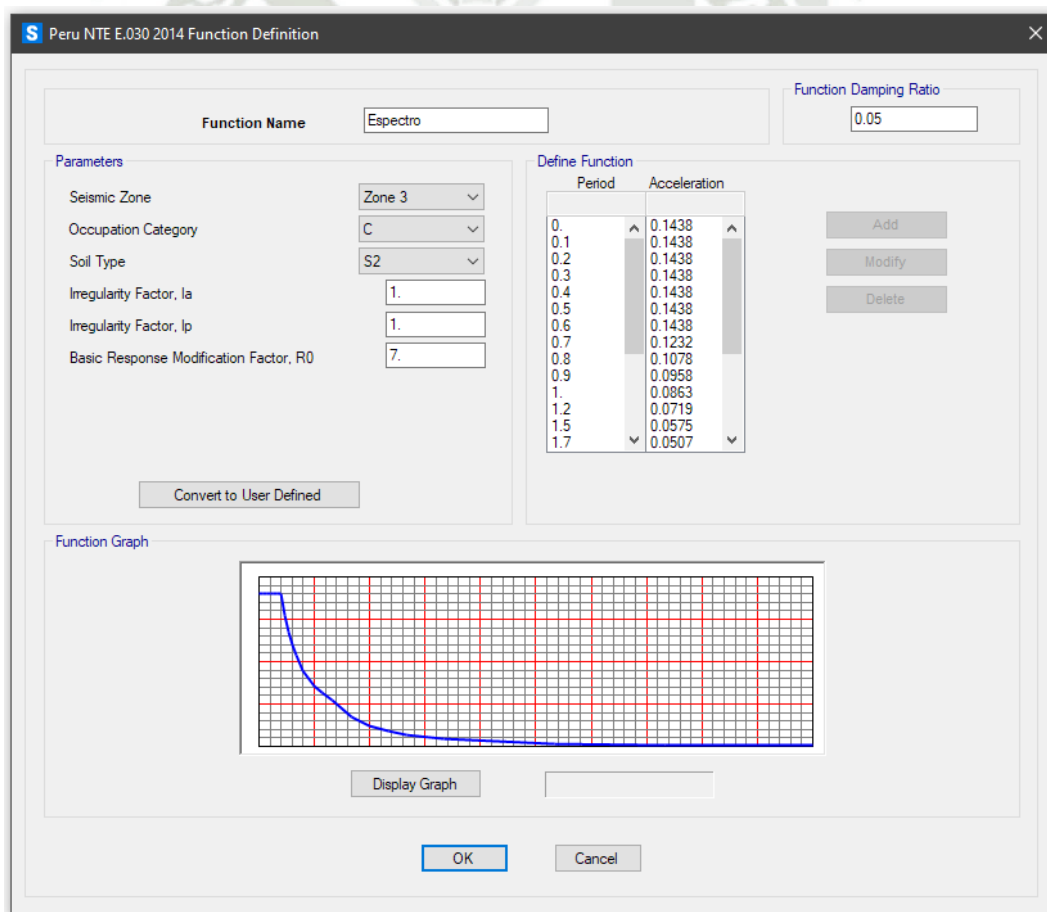 S Peru NTE E.030 2014 Function Definition
Function Damping Ratio
Function Name Espectro 0.05
Parameters
Seismic Zone Zone 3
Occupation Category C
Soil Type S2
Irregularity Factor, Ia 1.
Irregularity Factor, Ip 1.
Basic Response Modification Factor, R0 7.
Convert to User Defined
Define Function
Period Acceleration
0. 0.1438
0.1 0.1438
0.2 0.1438
0.3 0.1438
0.4 0.1438
0.5 0.1438
0.6 0.1438
0.7 0.1232
0.8 0.1078
0.9 0.0958
1. 0.0863
1.2 0.0719
1.5 0.0575
1.7 0.0507
Add
Modify
Delete
Function Graph
Display Graph
OK Cancel